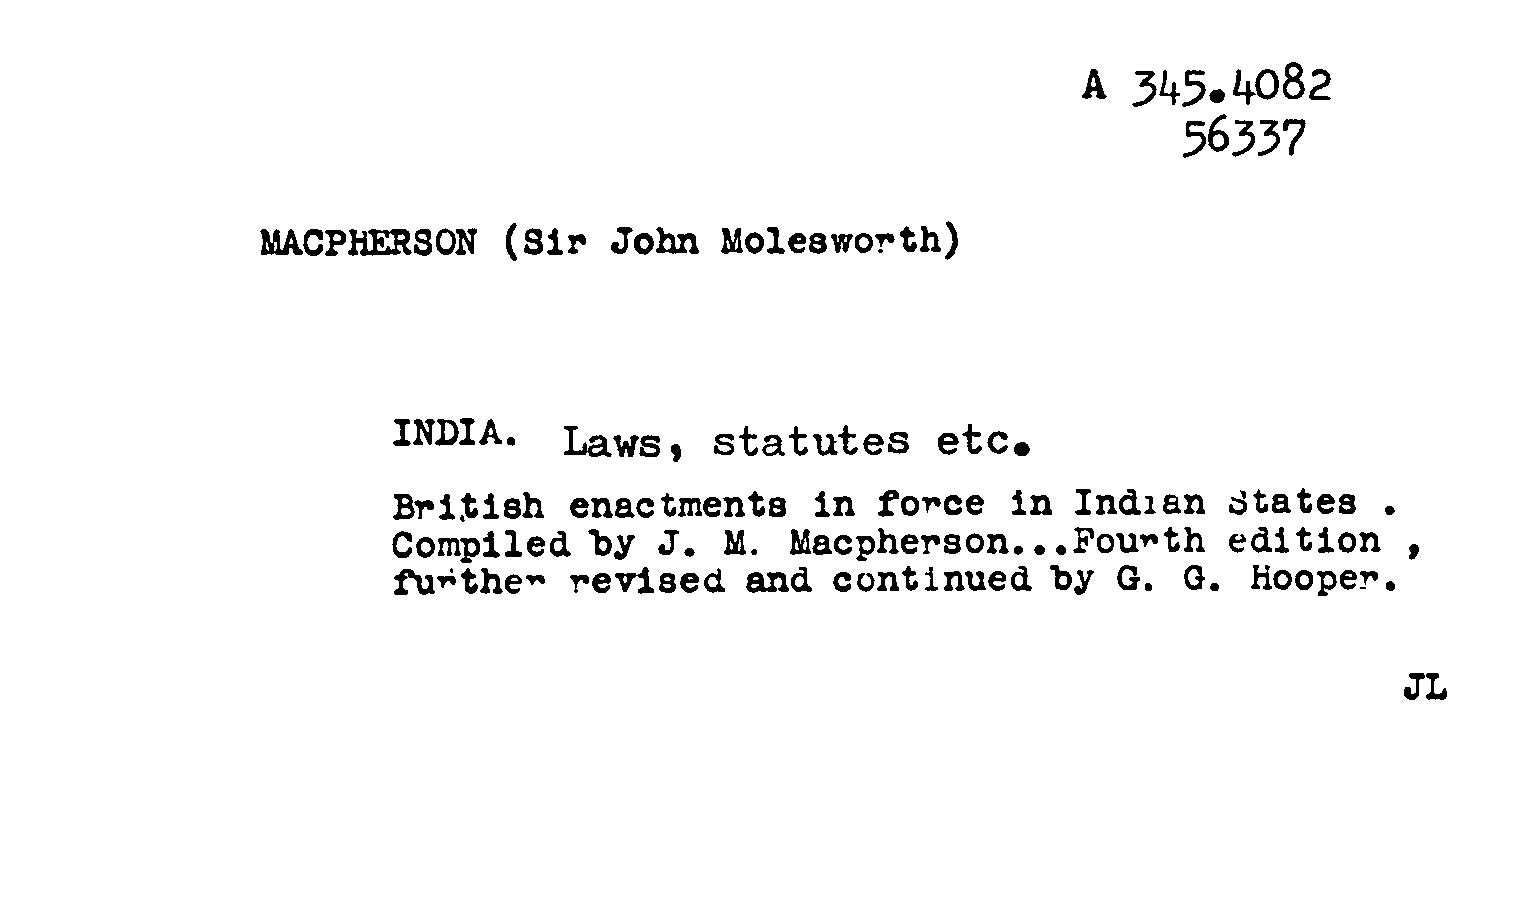 A 345.4082
56337
MACPHERSON (Sir John Molesworth)
INDIA. Laws, statutes etc.
British enactments in force in Indian States .
Compiled by J. M. Macpherson...Fourth edition ,
further revised and continued by G. G. Hooper.
JL